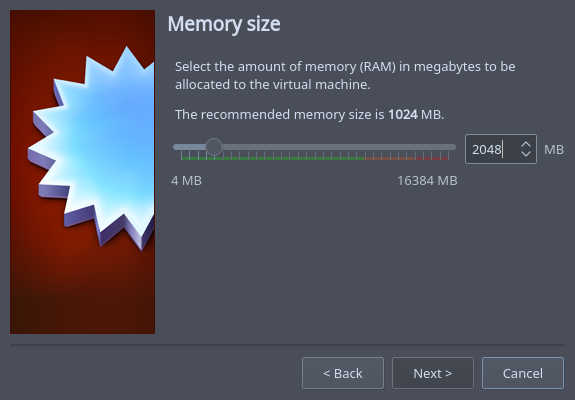 Memory size
Select the amount of memory (RAM) in megabytes to be
allocated to the virtual machine.
The recommended memory size is 1024 MB.
2048 MB
4 MB 16384 MB
< Back Next > Cancel